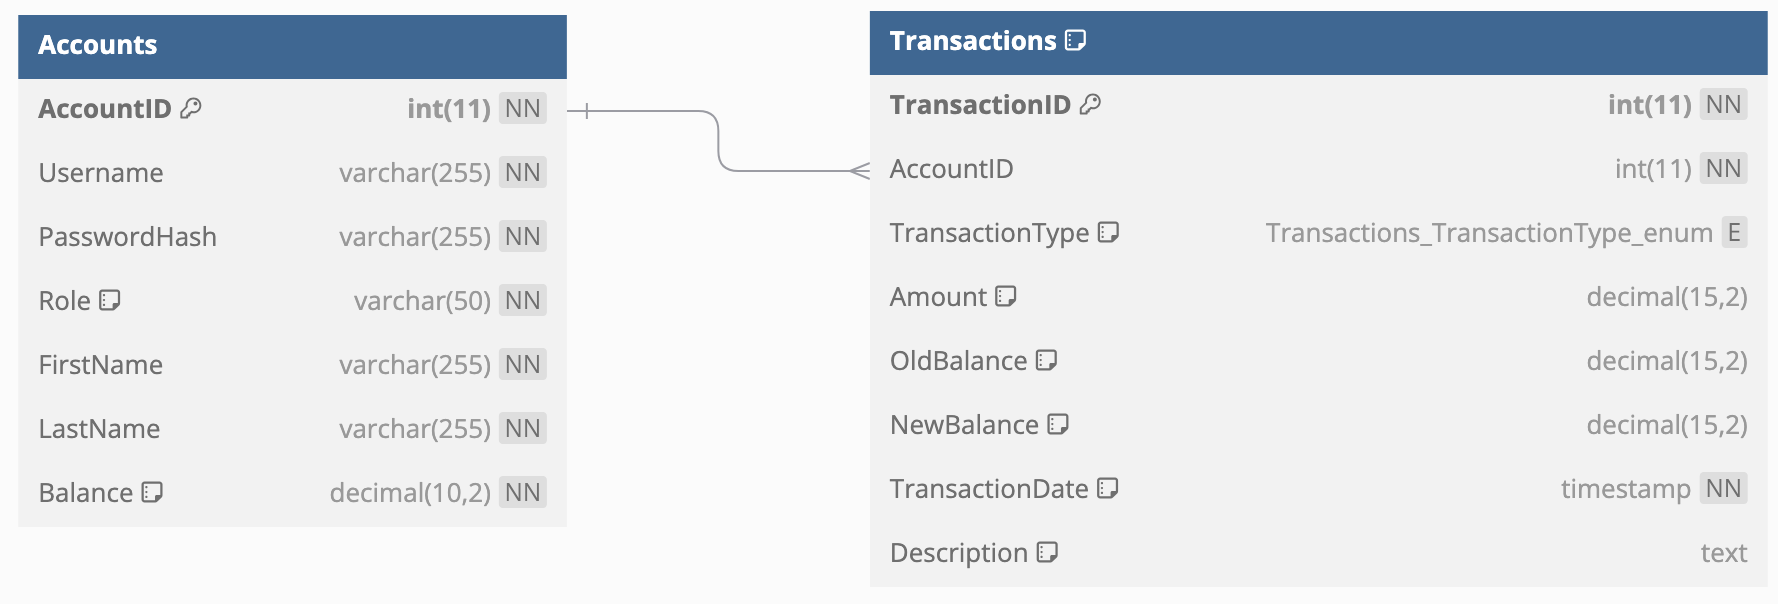 Accounts
AccountID int(11) NN
Username varchar(255) NN
PasswordHash varchar(255) NN
Role varchar(50) NN
FirstName varchar(255) NN
LastName varchar(255) NN
Balance decimal(10,2) NN
Transactions
TransactionID int(11) NN
AccountID int(11) NN
TransactionType Transactions_TransactionType_enum E
Amount decimal(15,2)
OldBalance decimal(15,2)
NewBalance decimal(15,2)
TransactionDate timestamp NN
Description text